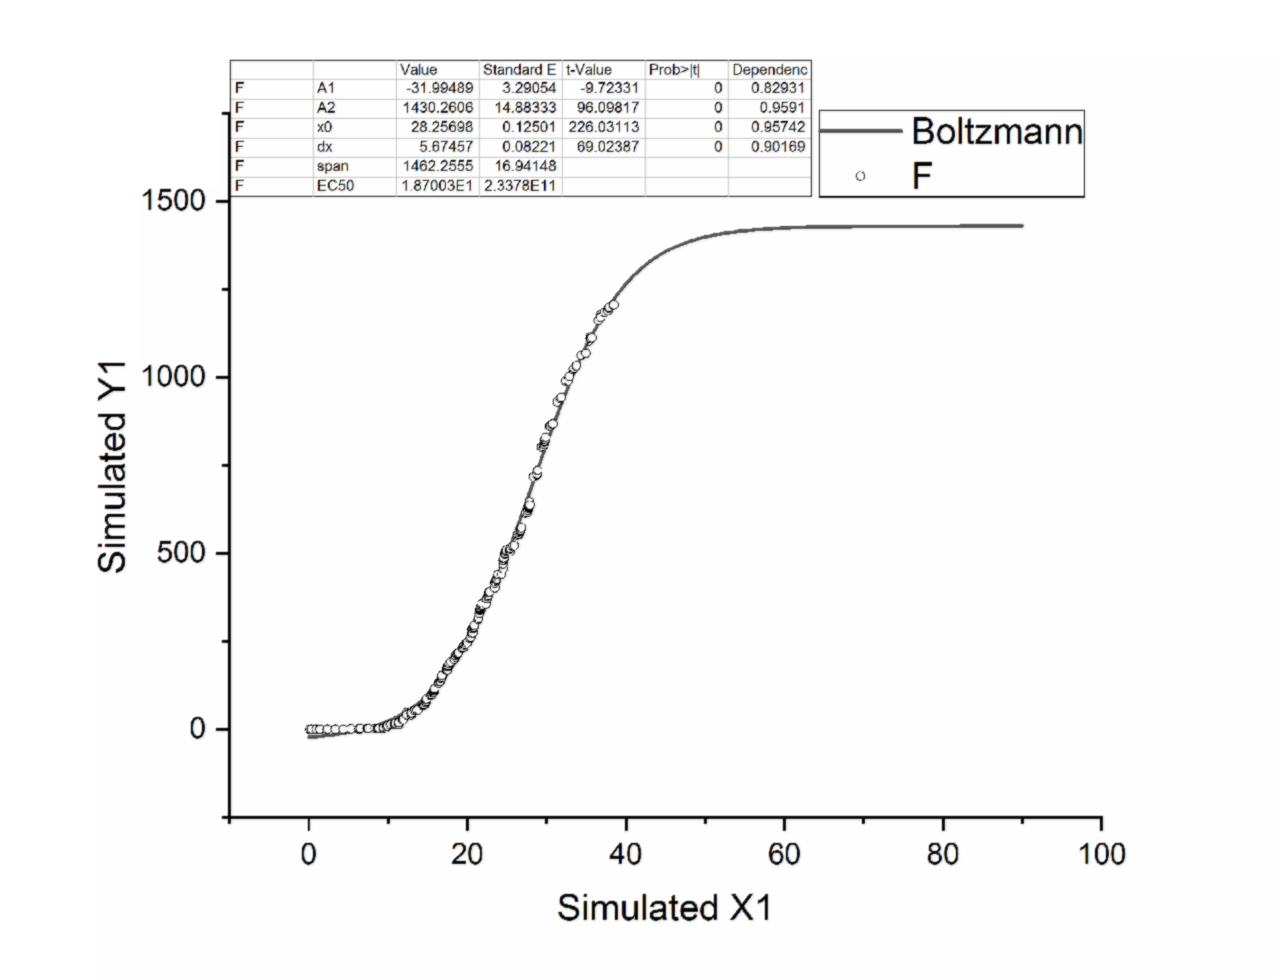 Value Standard E t-Value Prob>|t| Dependenc
F A1 -31.99489 3.29054 -9.72331 0 0.82931
F A2 1430.2606 14.88333 96.09817 0 0.9591
F x0 28.25698 0.12501 226.03113 0 0.95742
F dx 5.67457 0.08221 69.02387 0 0.90169
F span 1462.2555 16.94148
F EC50 1.87003E1 2.3378E11
Boltzmann
F
1500
1000
500
0
Simulated Y1
0 20 40 60 80 100
Simulated X1